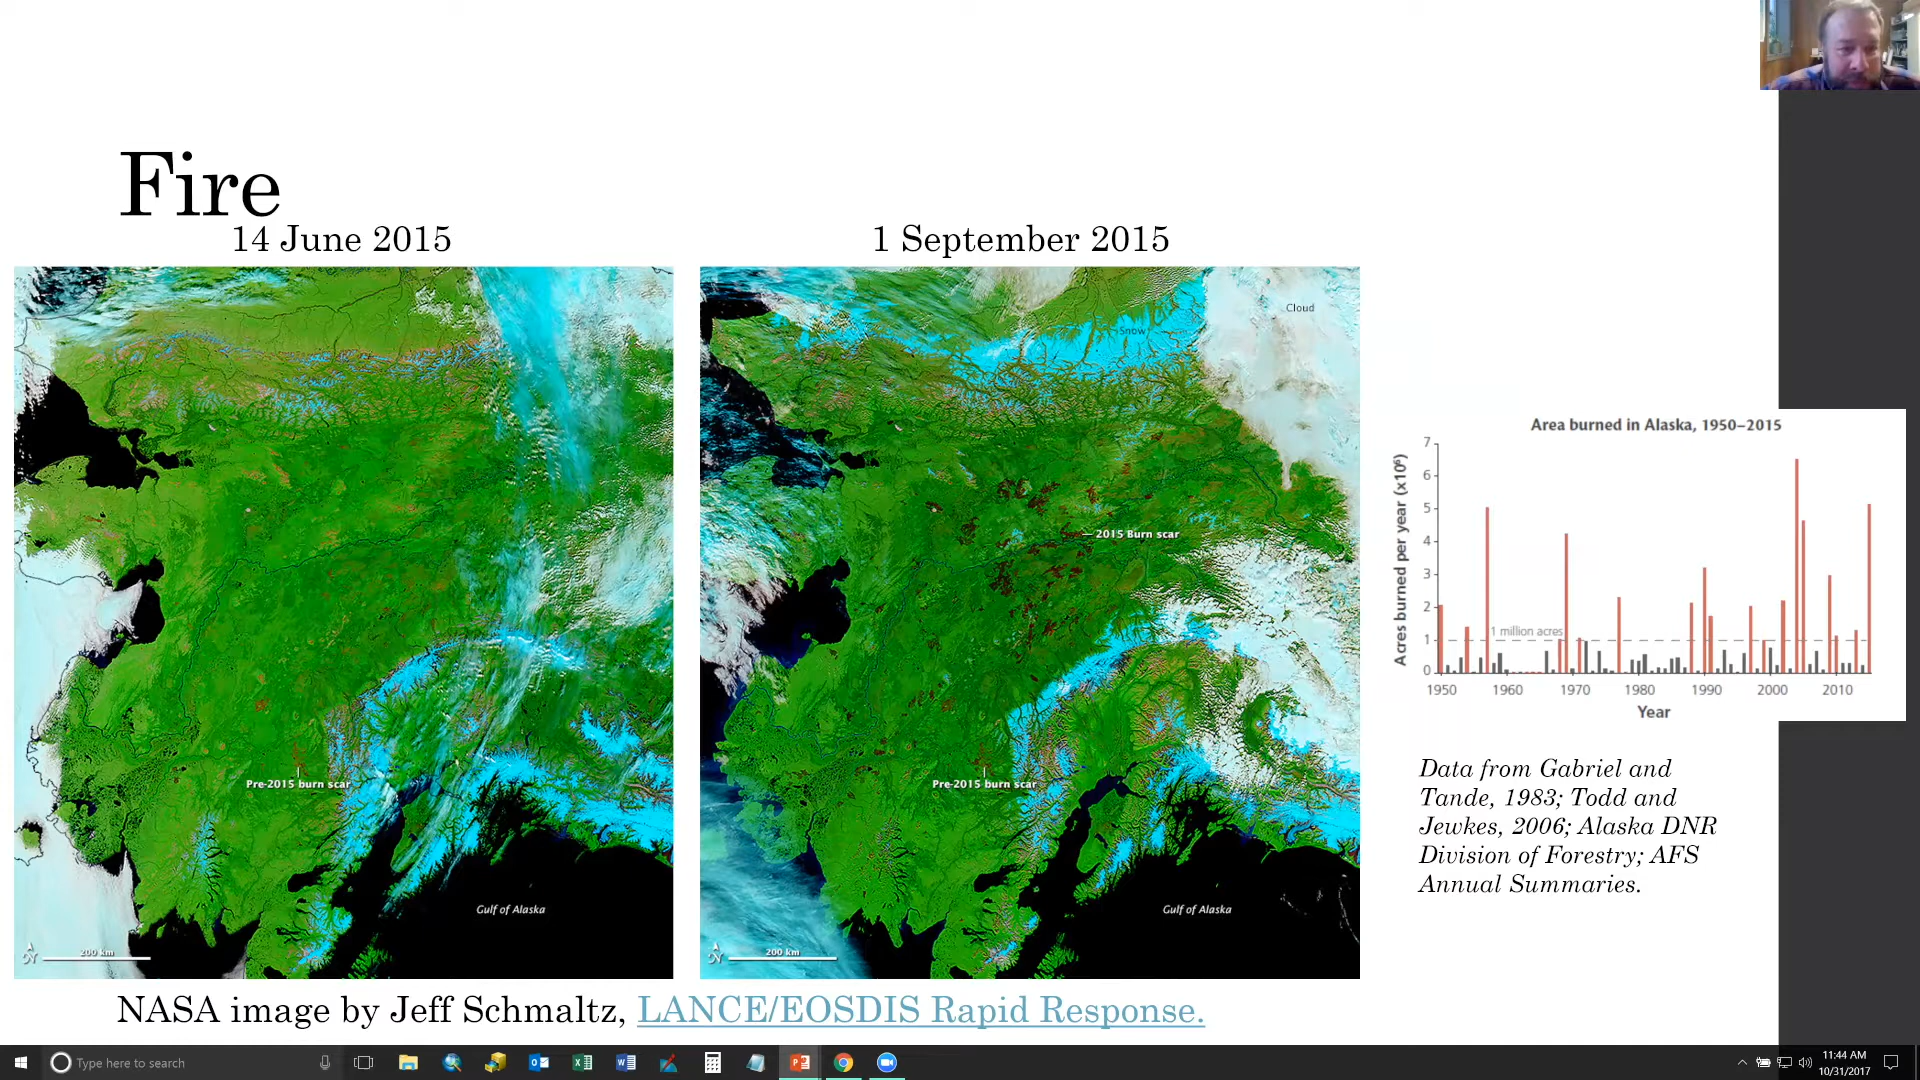 Fire
14 June 2015
1 September 2015
Cloud
Snow
2015 Burn scar
Pre-2015 burn scar
Pre-2015 burn scar
Gulf of Alaska
Gulf of Alaska
N
200 km
N
200 km
Area burned in Alaska, 1950–2015
Acres burned per year (x10⁶)
7
6
5
4
3
2
1
0
1 million acres
1950 1960 1970 1980 1990 2000 2010
Year
Data from Gabriel and
Tande, 1983; Todd and
Jewkes, 2006; Alaska DNR
Division of Forestry; AFS
Annual Summaries.
NASA image by Jeff Schmaltz, LANCE/EOSDIS Rapid Response.
Type here to search
11:44 AM
10/31/2017